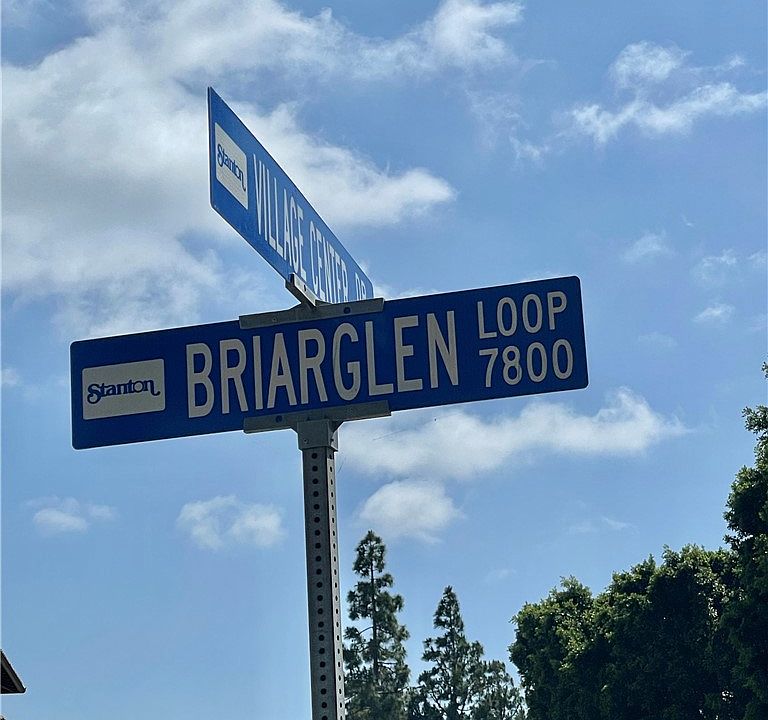 Stanton
VILLAGE CENTER DR
Stanton
BRIARGLEN LOOP
7800